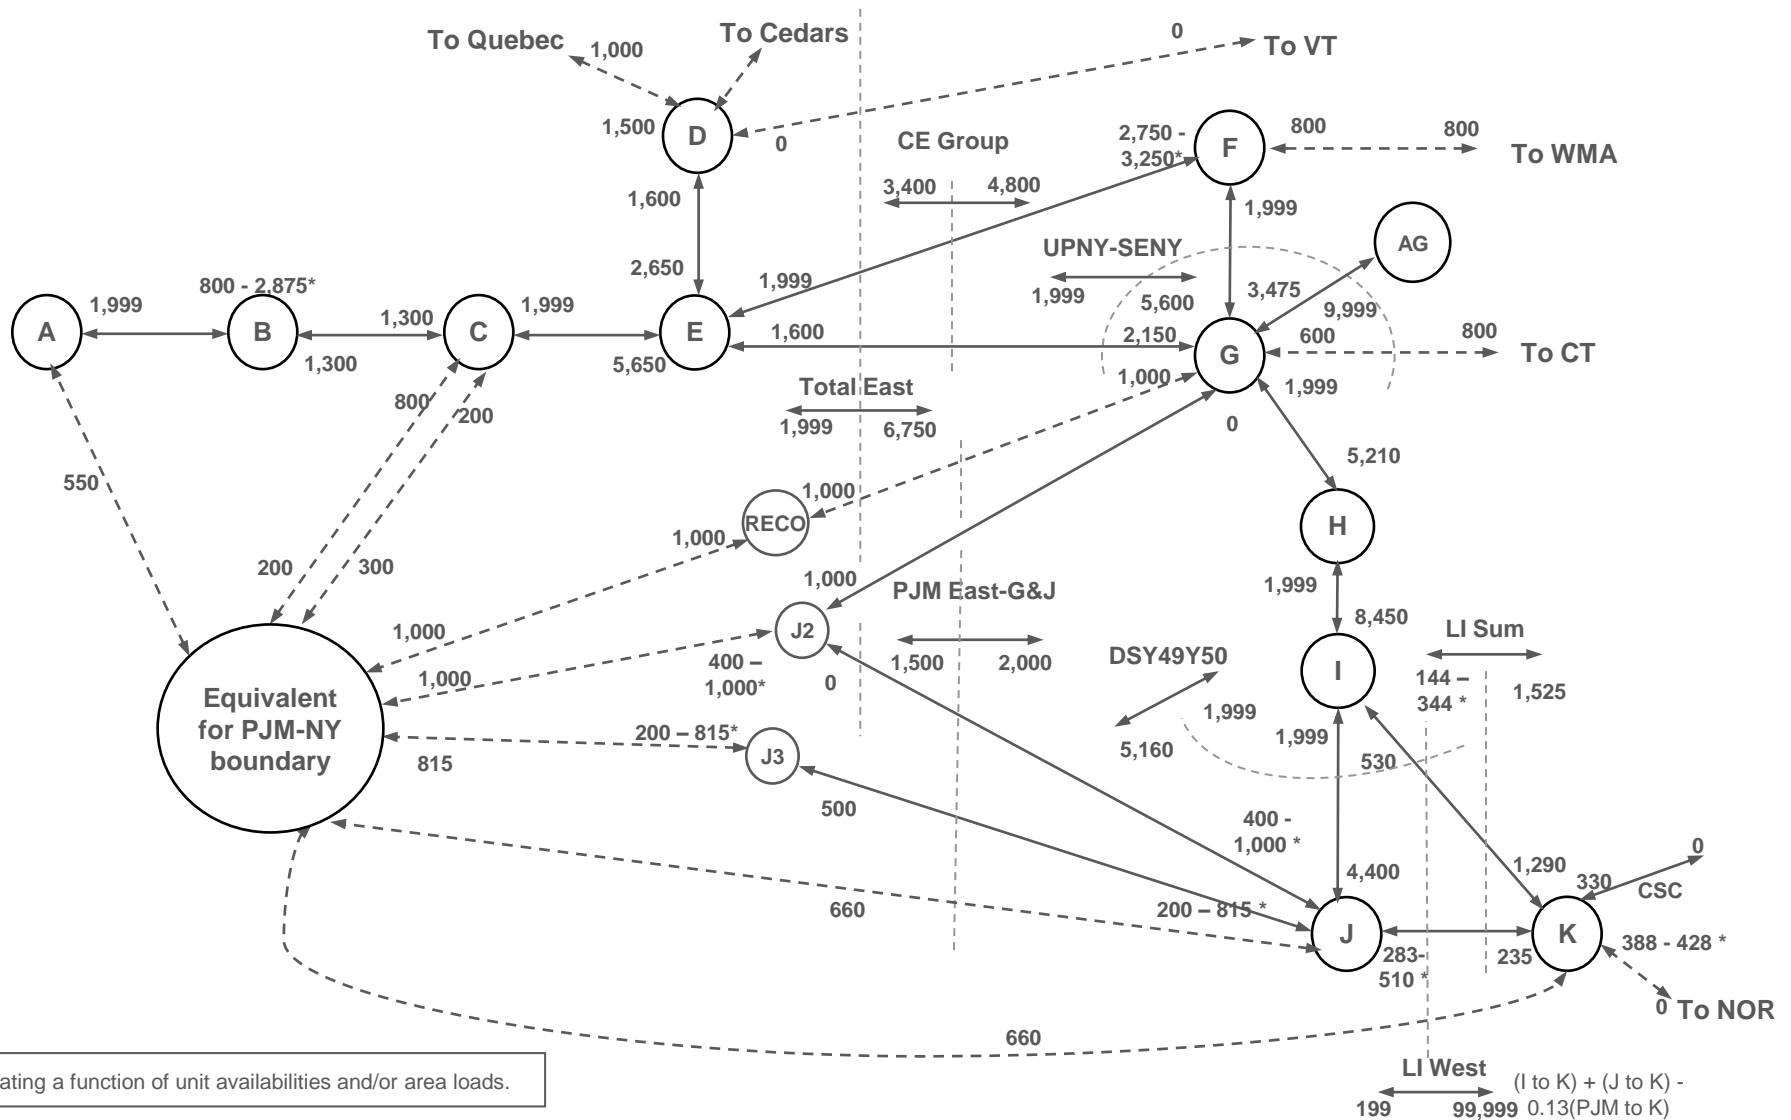 To Quebec
1,000
To Cedars
0
To VT
1,500
D
0
CE Group
2,750 -
3,250*
F
800
800
To WMA
1,600
3,400
4,800
1,999
UPNY-SENY
AG
2,650
1,999
1,999
5,600
3,475
9,999
A
1,999
800 - 2,875*
B
1,300
1,300
C
1,999
E
5,650
1,600
2,150
G
600
800
To CT
800
200
Total East
1,999
6,750
1,000
1,999
0
550
5,210
RECO
1,000
1,000
H
200
300
1,000
PJM East-G&J
1,999
1,000
J2
8,450
LI Sum
1,000
400 –
1,000*
0
1,500
2,000
DSY49Y50
I
144 –
344 *
1,525
Equivalent
for PJM-NY
boundary
200 – 815*
J3
815
1,999
5,160
1,999
530
500
400 -
1,000 *
4,400
1,290
330
0
CSC
660
200 – 815 *
J
283-
510 *
235
K
388 - 428 *
0
To NOR
660
ating a function of unit availabilities and/or area loads.
LI West
199
99,999
(I to K) + (J to K) -
0.13(PJM to K)